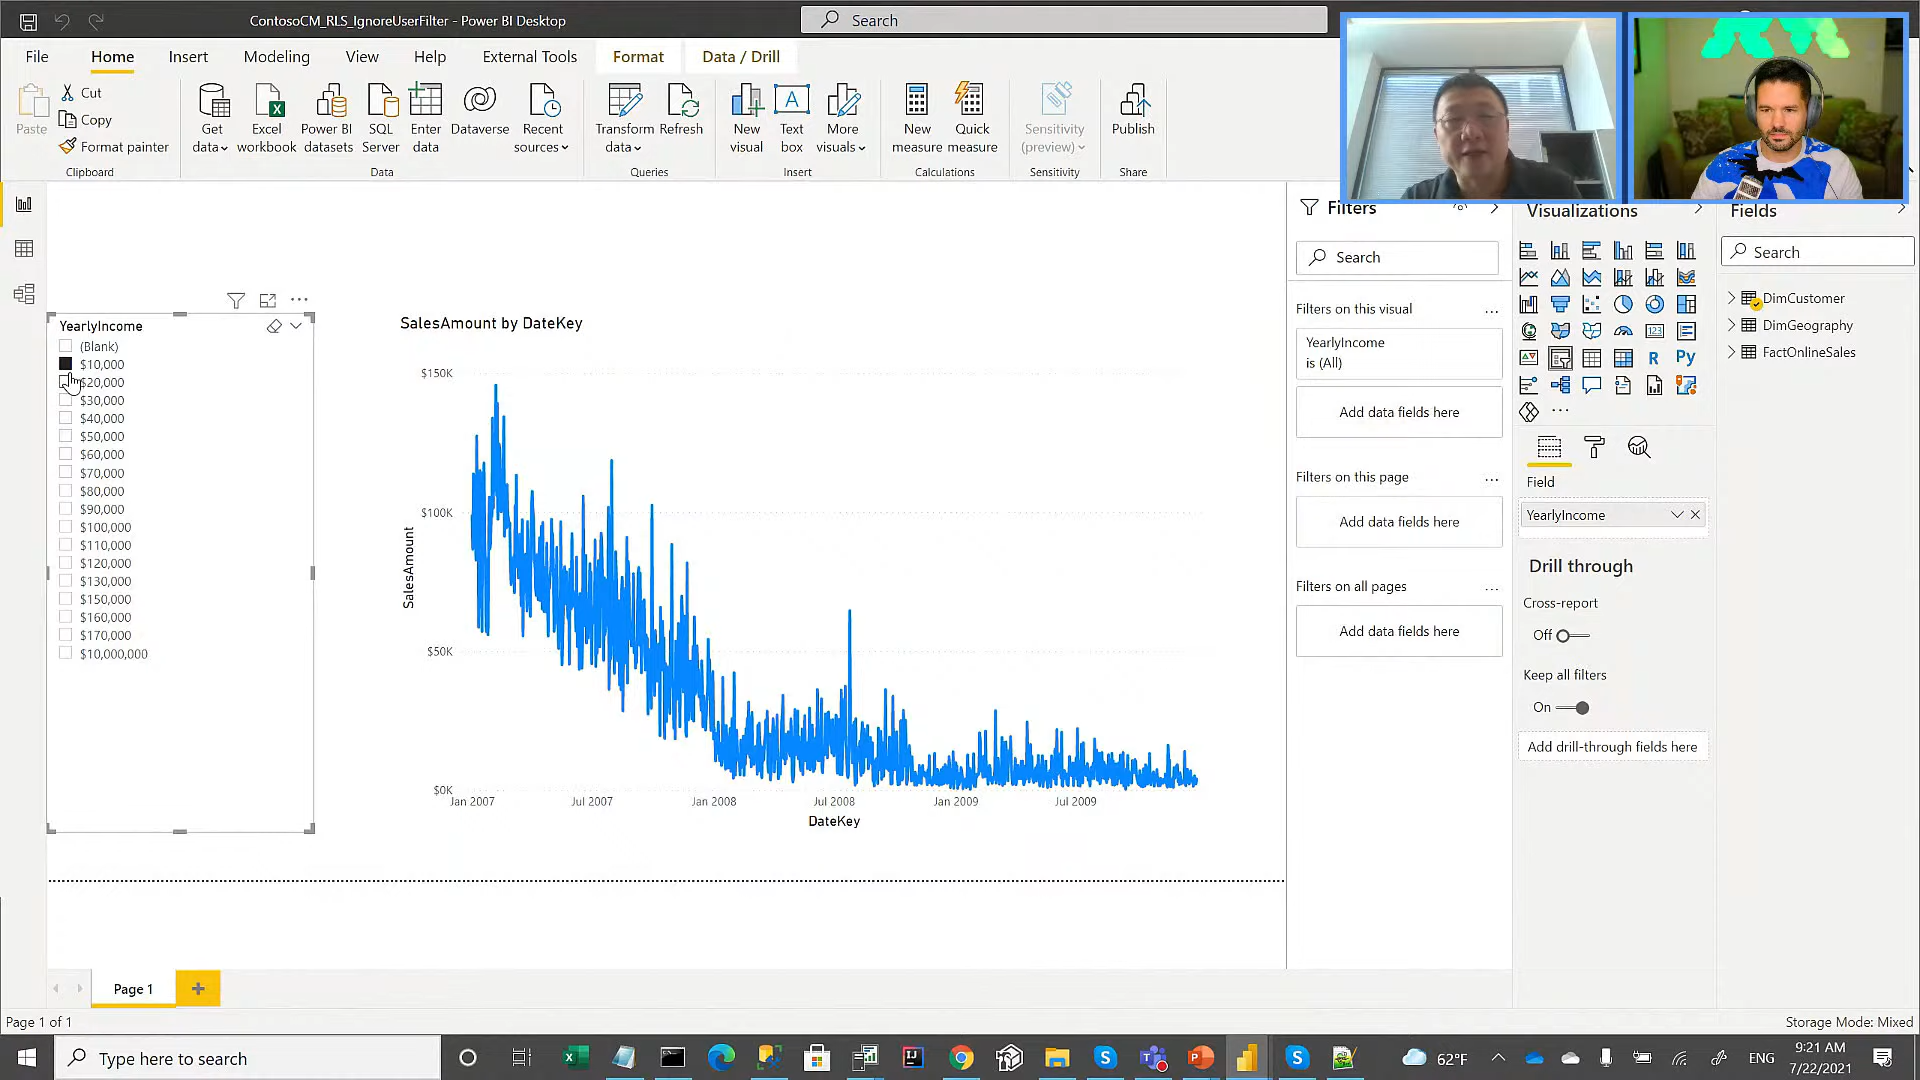 ContosoCM_RLS_IgnoreUserFilter - Power BI Desktop
Search
File
Home
Insert
Modeling
View
Help
External Tools
Format
Data / Drill
Paste
Cut
Copy
Format painter
Clipboard
Get data
Excel workbook
Power BI datasets
SQL Server
Enter data
Dataverse
Recent sources
Data
Transform data
Refresh
Queries
New visual
Text box
More visuals
Insert
New measure
Quick measure
Calculations
Sensitivity (preview)
Sensitivity
Publish
Share
YearlyIncome
(Blank)
$10,000
$20,000
$30,000
$40,000
$50,000
$60,000
$70,000
$80,000
$90,000
$100,000
$110,000
$120,000
$130,000
$150,000
$160,000
$170,000
$10,000,000
SalesAmount by DateKey
$150K
$100K
$50K
$0K
SalesAmount
Jan 2007
Jul 2007
Jan 2008
Jul 2008
Jan 2009
Jul 2009
DateKey
Filters
Search
Filters on this visual
YearlyIncome
is (All)
Add data fields here
Filters on this page
Add data fields here
Filters on all pages
Add data fields here
Visualizations
R
Py
123
Field
YearlyIncome
Drill through
Cross-report
Off
Keep all filters
On
Add drill-through fields here
Fields
Search
DimCustomer
DimGeography
FactOnlineSales
Page 1
Page 1 of 1
Storage Mode: Mixed
Type here to search
62°F
ENG
9:21 AM
7/22/2021